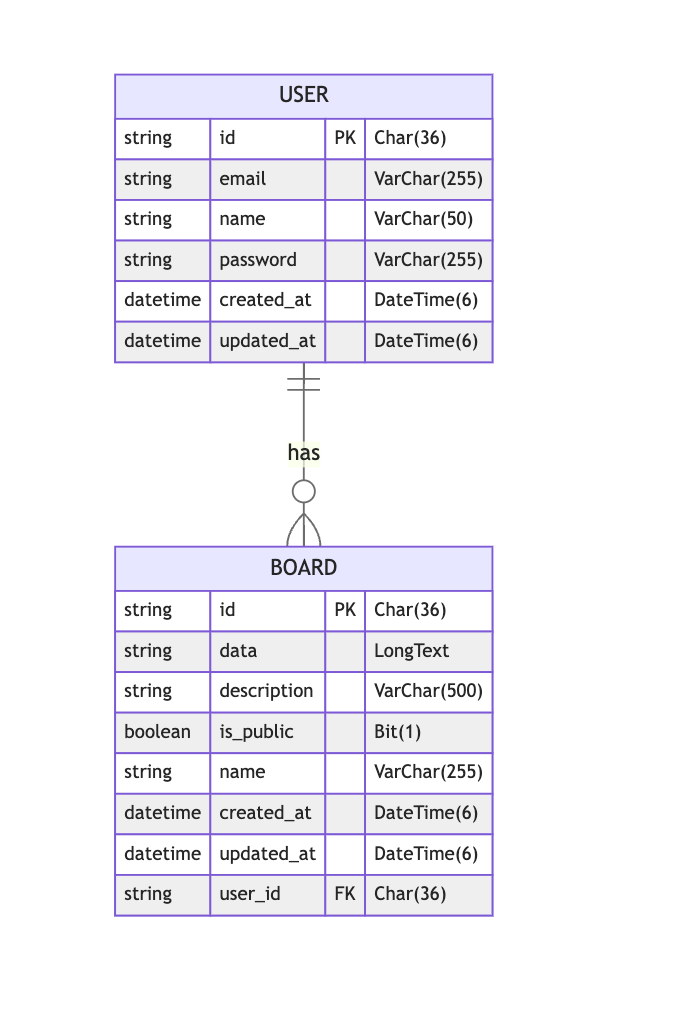 USER
string id PK Char(36)
string email VarChar(255)
string name VarChar(50)
string password VarChar(255)
datetime created_at DateTime(6)
datetime updated_at DateTime(6)
has
BOARD
string id PK Char(36)
string data LongText
string description VarChar(500)
boolean is_public Bit(1)
string name VarChar(255)
datetime created_at DateTime(6)
datetime updated_at DateTime(6)
string user_id FK Char(36)